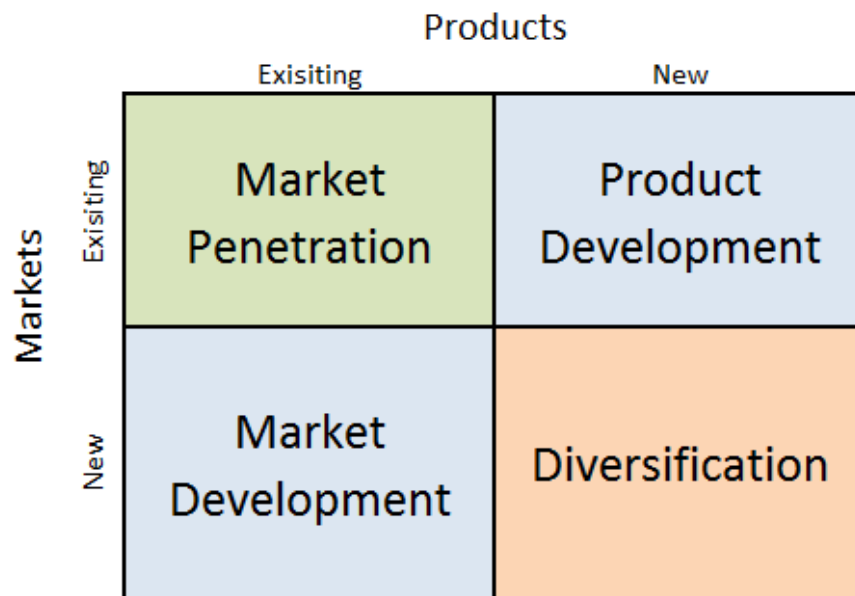 Products
Exisiting
New
Markets
Exisiting
Market
Penetration
Product
Development
New
Market
Development
Diversification